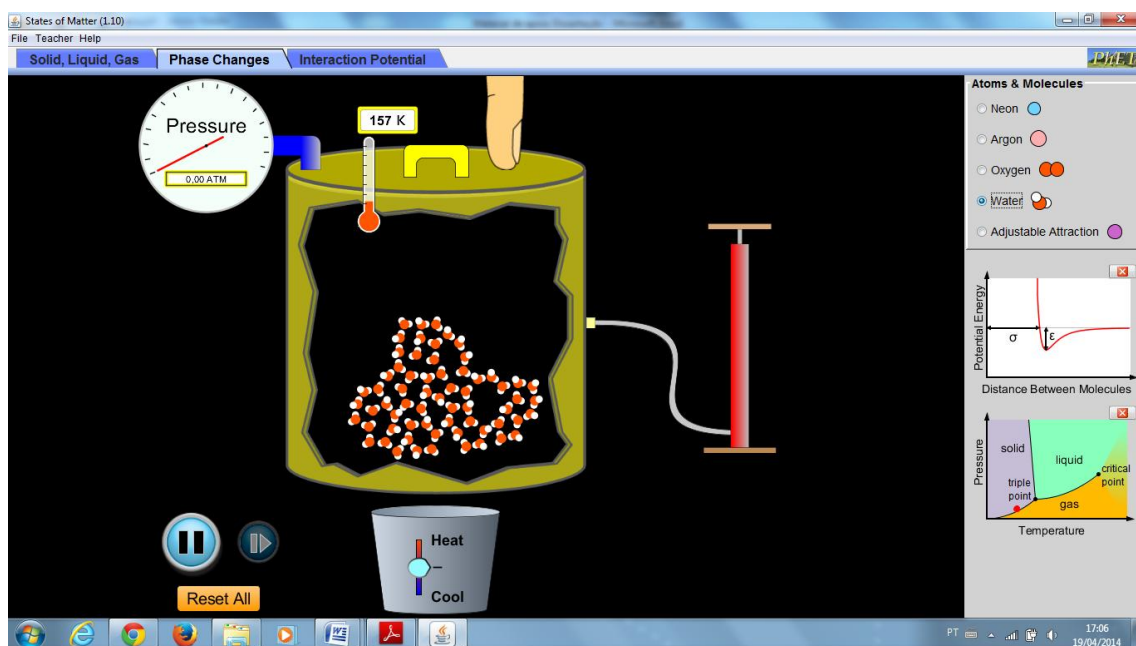 States of Matter (1.10)
File Teacher Help
Solid, Liquid, Gas
Phase Changes
Interaction Potential
PhET
Pressure
0,00 ATM
157 K
Atoms & Molecules
Neon
Argon
Oxygen
Water
Adjustable Attraction
Potential Energy
σ
ε
Distance Between Molecules
Pressure
solid
liquid
critical
point
triple
point
gas
Temperature
Heat
Cool
Reset All
PT
17:06
19/04/2014